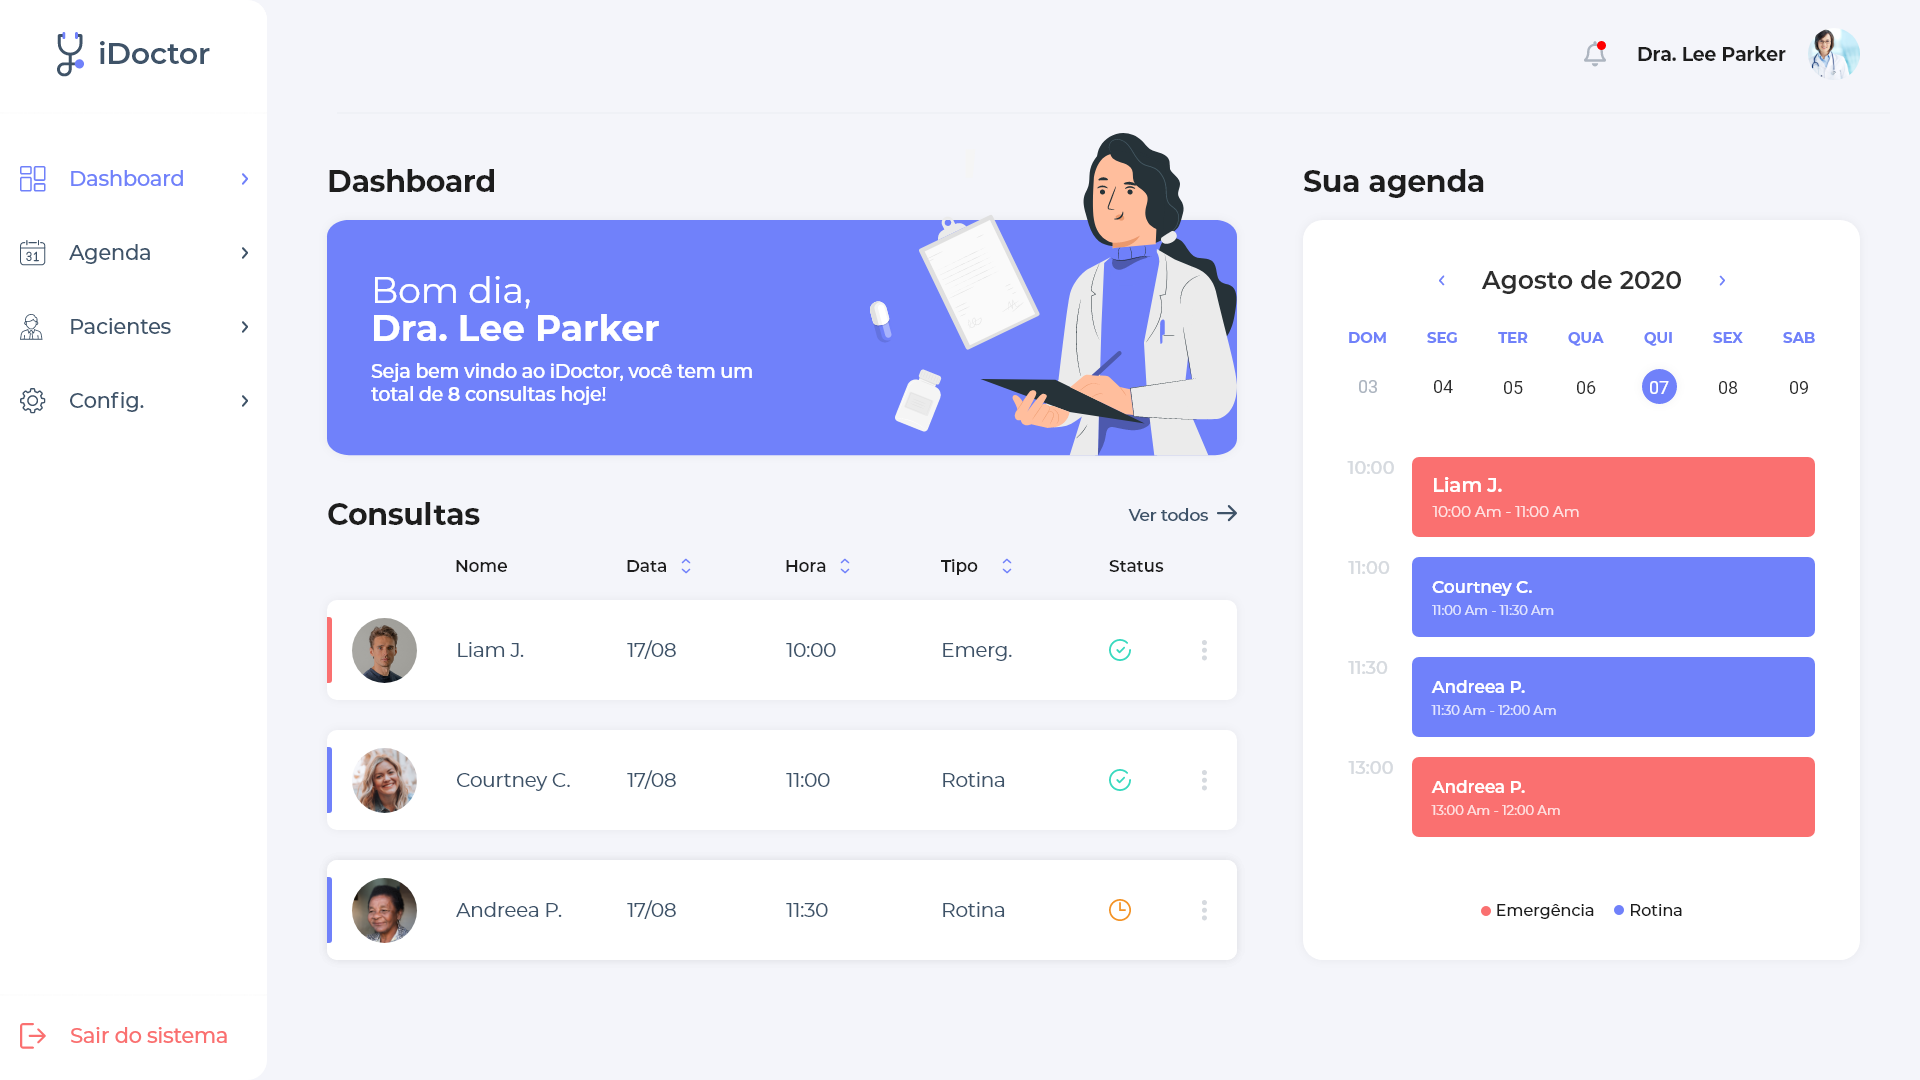 iDoctor
Dra. Lee Parker
Dashboard
31
Agenda
Pacientes
Config.
Sair do sistema
Dashboard
Bom dia,
Dra. Lee Parker
Seja bem vindo ao iDoctor, você tem um
total de 8 consultas hoje!
Consultas
Ver todos
Nome Data Hora Tipo Status
Liam J. 17/08 10:00 Emerg.
Courtney C. 17/08 11:00 Rotina
Andreea P. 17/08 11:30 Rotina
Sua agenda
Agosto de 2020
DOM SEG TER QUA QUI SEX SAB
03 04 05 06 07 08 09
10:00
Liam J.
10:00 Am - 11:00 Am
11:00
Courtney C.
11:00 Am - 11:30 Am
11:30
Andreea P.
11:30 Am - 12:00 Am
13:00
Andreea P.
13:00 Am - 12:00 Am
Emergência Rotina